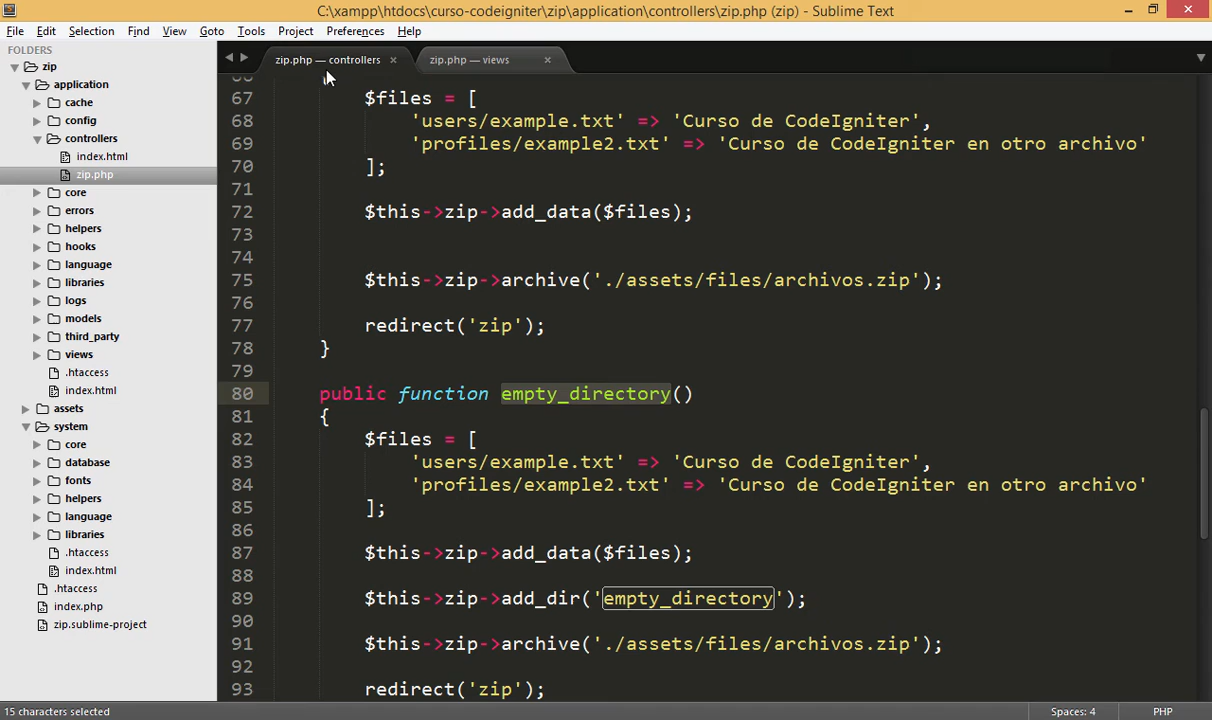 C:\xampp\htdocs\curso-codeigniter\zip\application\controllers\zip.php (zip) - Sublime Text
File Edit Selection Find View Goto Tools Project Preferences Help
FOLDERS
zip
application
cache
config
controllers
index.html
zip.php
core
errors
helpers
hooks
language
libraries
logs
models
third_party
views
.htaccess
index.html
assets
system
core
database
fonts
helpers
language
libraries
.htaccess
index.html
.htaccess
index.php
zip.sublime-project
zip.php — controllers × zip.php — views ×
67 $files = [
68 'users/example.txt' => 'Curso de CodeIgniter',
69 'profiles/example2.txt' => 'Curso de CodeIgniter en otro archivo'
70 ];
71
72 $this->zip->add_data($files);
73
74
75 $this->zip->archive('./assets/files/archivos.zip');
76
77 redirect('zip');
78 }
79
80 public function empty_directory()
81 {
82 $files = [
83 'users/example.txt' => 'Curso de CodeIgniter',
84 'profiles/example2.txt' => 'Curso de CodeIgniter en otro archivo'
85 ];
86
87 $this->zip->add_data($files);
88
89 $this->zip->add_dir('empty_directory');
90
91 $this->zip->archive('./assets/files/archivos.zip');
92
93 redirect('zip');
15 characters selected Spaces: 4 PHP